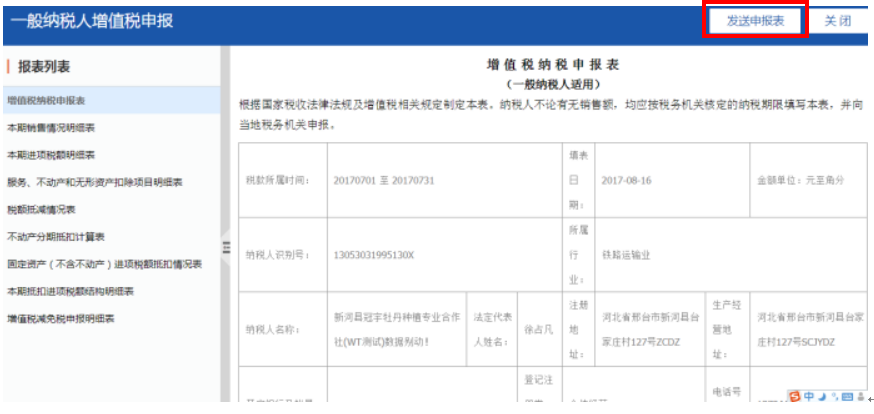 一般纳税人增值税申报
发送申报表
关 闭
报表列表
增值税纳税申报表
本期销售情况明细表
本期进项税额明细表
服务、不动产和无形资产扣除项目明细表
税额抵减情况表
不动产分期抵扣计算表
固定资产（不含不动产）进项税额抵扣情况表
本期抵扣进项税额结构明细表
增值税减免税申报明细表
增 值 税 纳 税 申 报 表
（一般纳税人适用）
根据国家税收法律法规及增值税相关规定制定本表。纳税人不论有无销售额，均应按税务机关核定的纳税期限填写本表，并向
当地税务机关申报。
税款所属时间：
20170701 至 20170731
填表
日
期：
2017-08-16
金额单位：元至角分
纳税人识别号：
13053031995130X
所属
行
业：
铁路运输业
纳税人名称：
新河县冠宇牡丹种植专业合作
社(WT测试)数据别动！
法定代表
人姓名：
徐占凡
注册
地
址：
河北省邢台市新河县台
家庄村127号ZCDZ
生产经
营地
址：
河北省邢台市新河县台家
庄村127号SCJYDZ
登记注
电话号
中